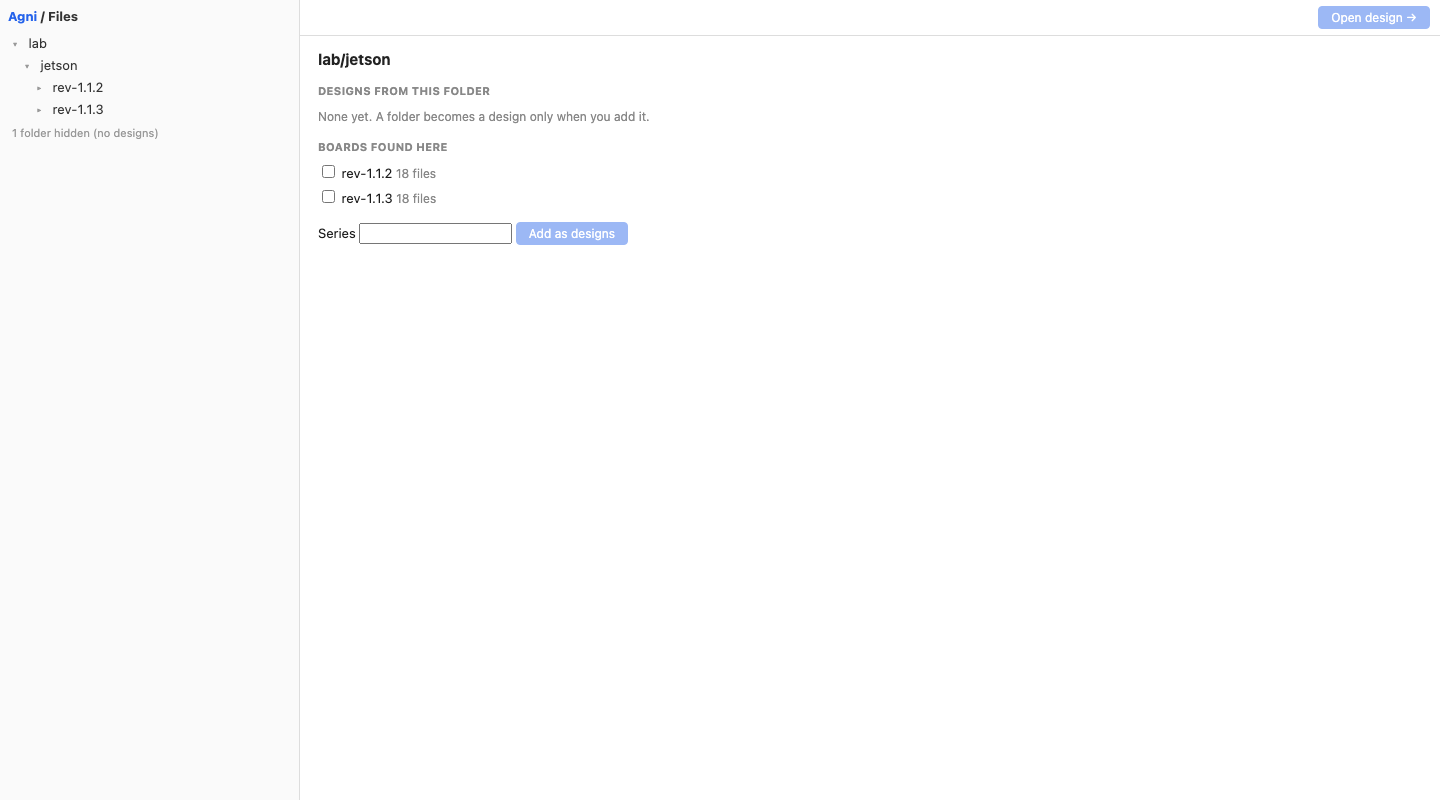 Agni / Files
Open design →
lab
jetson
rev-1.1.2
rev-1.1.3
1 folder hidden (no designs)
lab/jetson
DESIGNS FROM THIS FOLDER
None yet. A folder becomes a design only when you add it.
BOARDS FOUND HERE
rev-1.1.2 18 files
rev-1.1.3 18 files
Series Add as designs